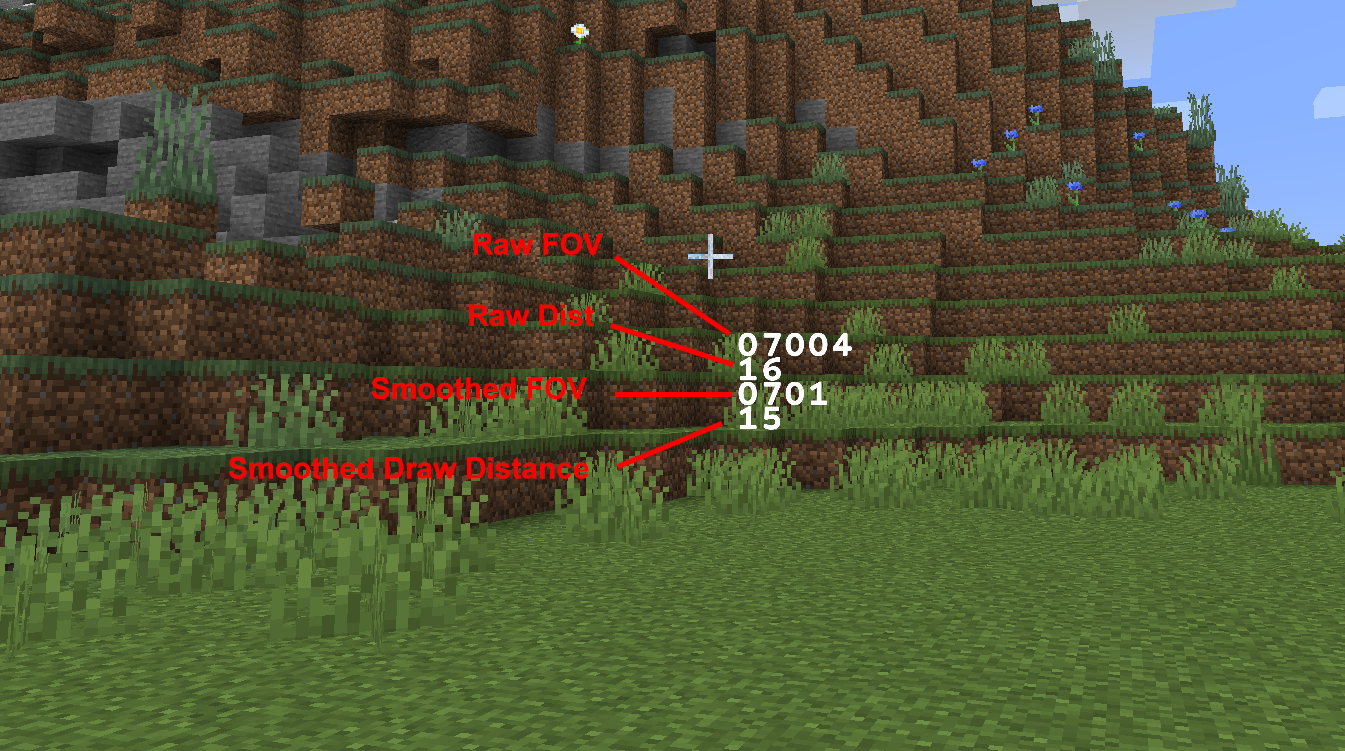 Raw FOV
Raw Dist
07004
16
Smoothed FOV
0701
15
Smoothed Draw Distance